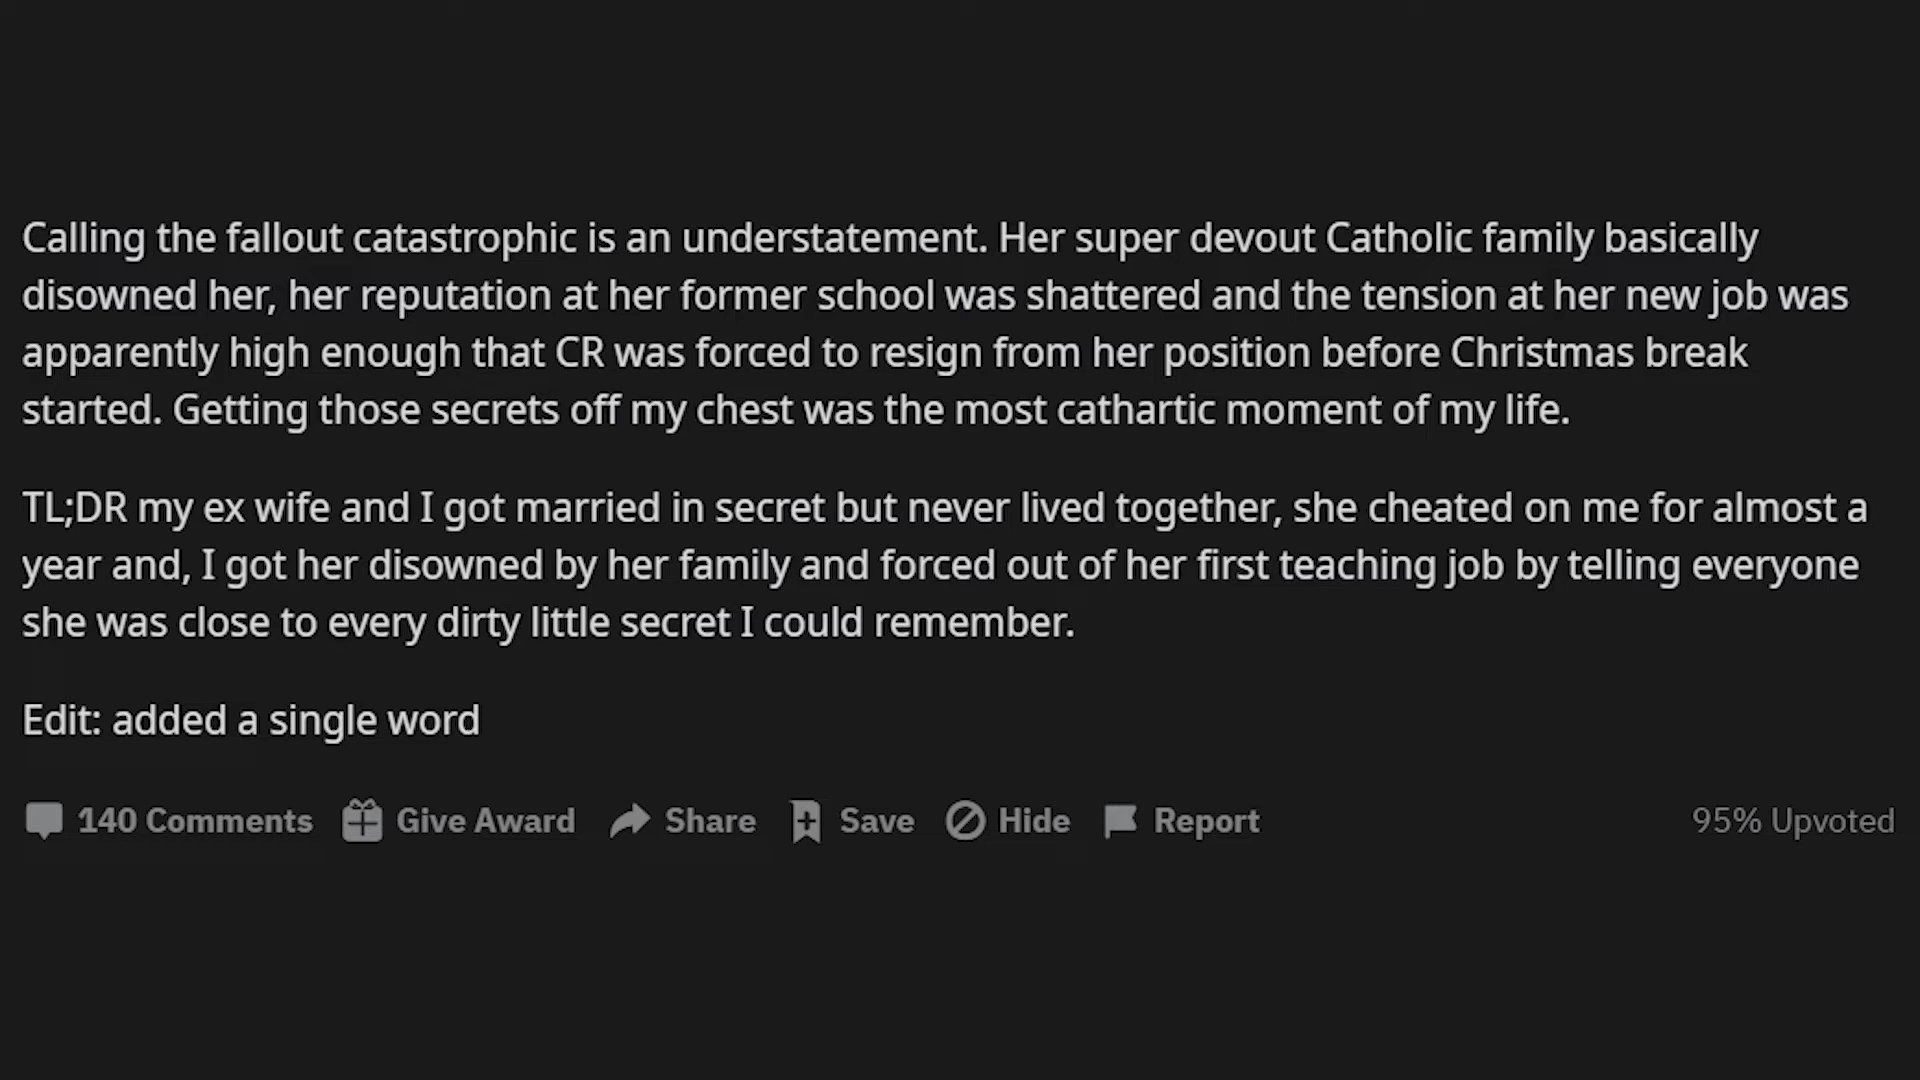 Calling the fallout catastrophic is an understatement. Her super devout Catholic family basically
disowned her, her reputation at her former school was shattered and the tension at her new job was
apparently high enough that CR was forced to resign from her position before Christmas break
started. Getting those secrets off my chest was the most cathartic moment of my life.
TL;DR my ex wife and I got married in secret but never lived together, she cheated on me for almost a
year and, I got her disowned by her family and forced out of her first teaching job by telling everyone
she was close to every dirty little secret I could remember.
Edit: added a single word
140 Comments Give Award Share Save Hide Report 95% Upvoted